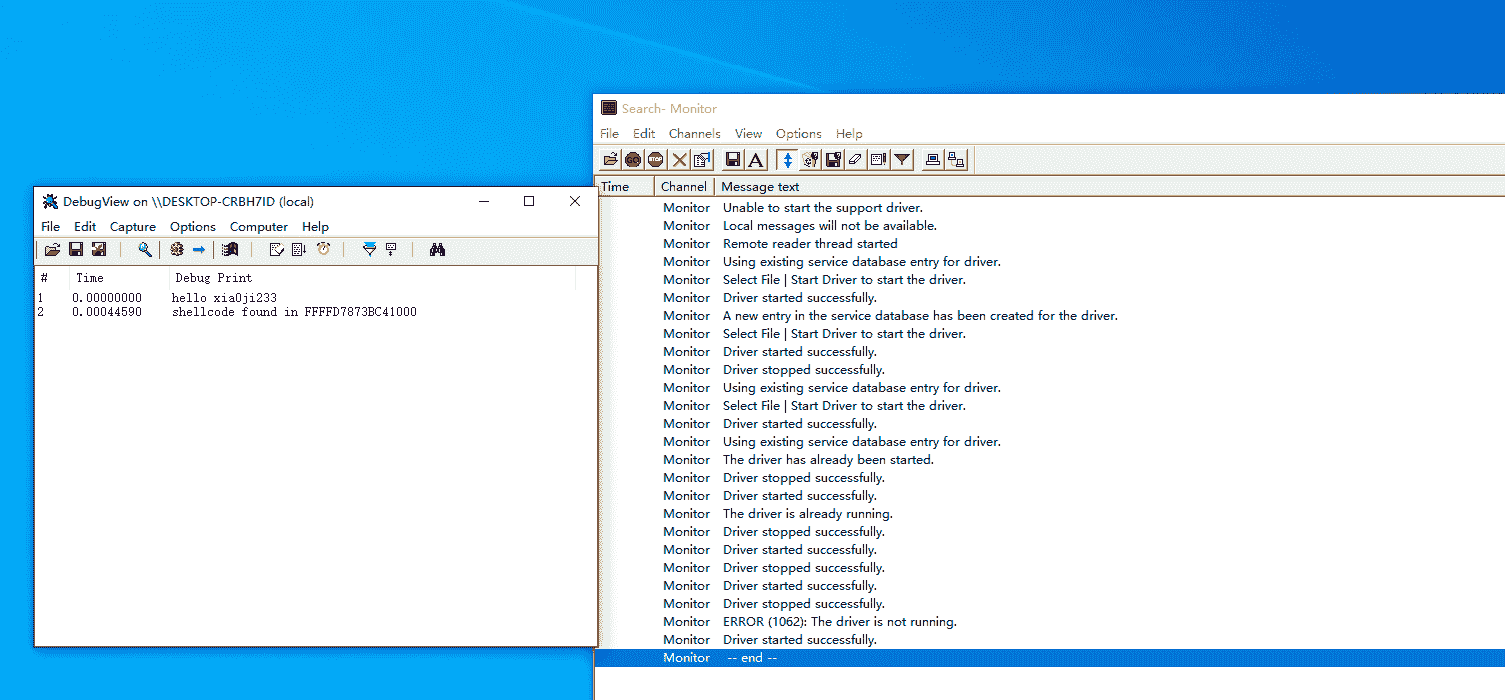 DebugView on \\DESKTOP-CRBH7ID (local)
File Edit Capture Options Computer Help
# Time Debug Print
1 0.00000000 hello xia0ji233
2 0.00044590 shellcode found in FFFFD7873BC41000
Search- Monitor
File Edit Channels View Options Help
GO STOP A
Time Channel Message text
Monitor Unable to start the support driver.
Monitor Local messages will not be available.
Monitor Remote reader thread started
Monitor Using existing service database entry for driver.
Monitor Select File | Start Driver to start the driver.
Monitor Driver started successfully.
Monitor A new entry in the service database has been created for the driver.
Monitor Select File | Start Driver to start the driver.
Monitor Driver started successfully.
Monitor Driver stopped successfully.
Monitor Using existing service database entry for driver.
Monitor Select File | Start Driver to start the driver.
Monitor Driver started successfully.
Monitor Using existing service database entry for driver.
Monitor The driver has already been started.
Monitor Driver stopped successfully.
Monitor Driver started successfully.
Monitor The driver is already running.
Monitor Driver stopped successfully.
Monitor Driver started successfully.
Monitor Driver stopped successfully.
Monitor Driver started successfully.
Monitor Driver stopped successfully.
Monitor ERROR (1062): The driver is not running.
Monitor Driver started successfully.
Monitor -- end --